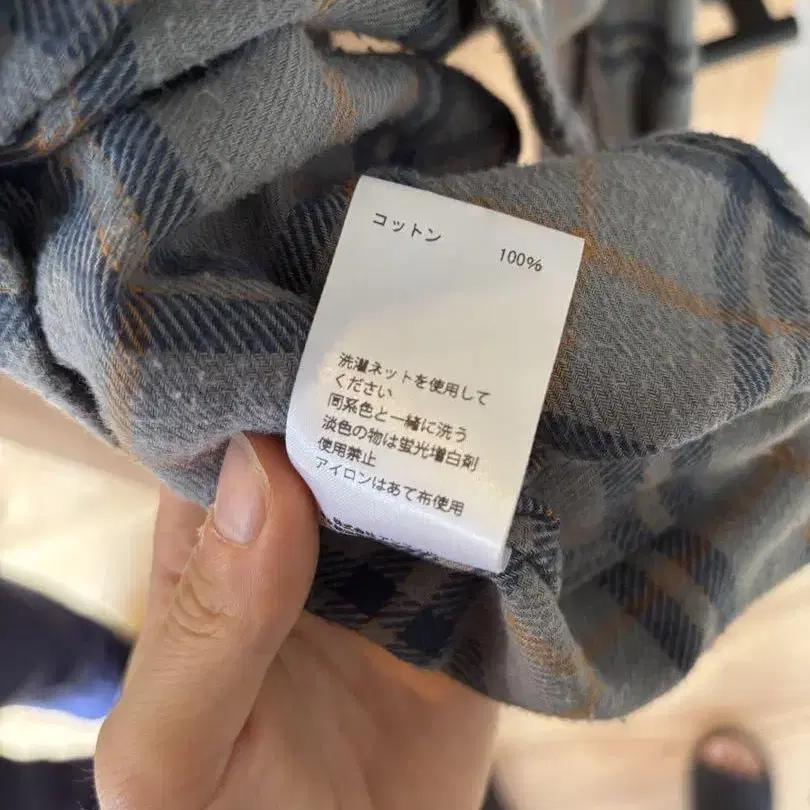 コットン 100%
洗濯ネットを使用して
ください
同系色と一緒に洗う
淡色の物は蛍光増白剤
使用禁止
アイロンはあて布使用